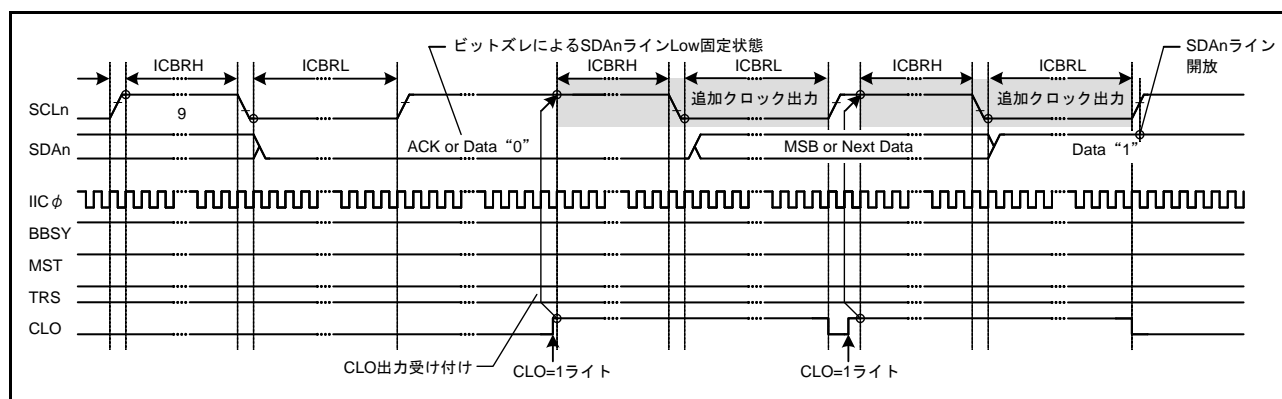 ビットズレによるSDAnラインLow固定状態
SDAnライン
開放
ICBRH
ICBRL
ICBRH
ICBRL
ICBRH
ICBRL
SCLn
9
追加クロック出力
追加クロック出力
SDAn
ACK or Data “0”
MSB or Next Data
Data “1”
IICφ
BBSY
MST
TRS
CLO
CLO出力受け付け
CLO=1ライト
CLO=1ライト